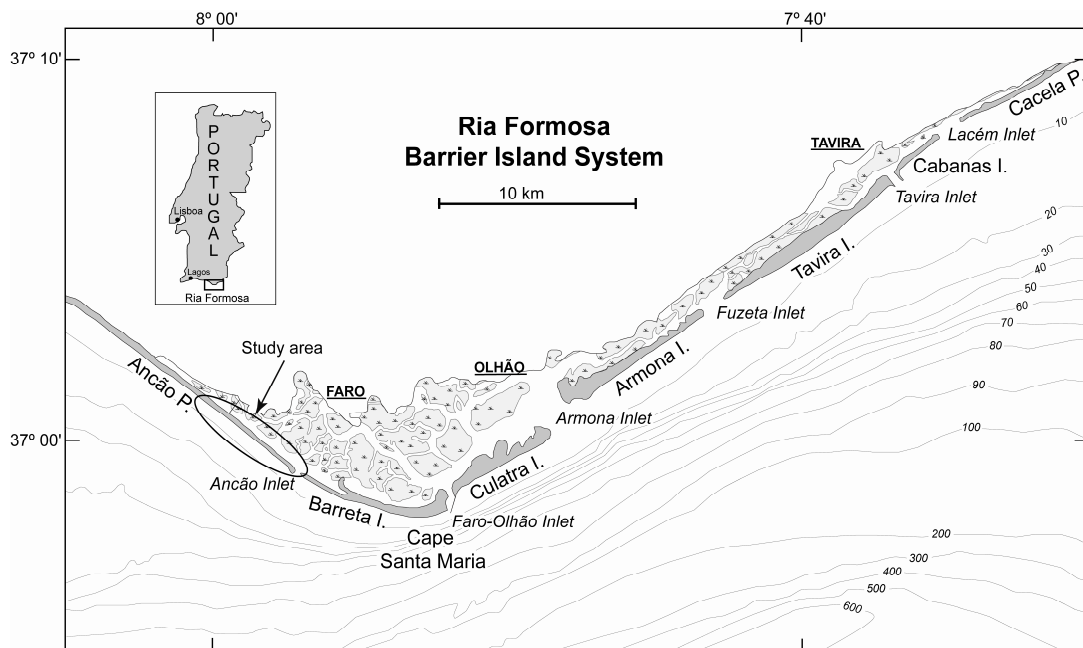 8º 00'
7º 40'
37º 10'
PORTUGAL
Lisboa
Lagos
Ria Formosa
Ria Formosa
Barrier Island System
10 km
TAVIRA
Cacela P.
10
Lacém Inlet
Cabanas I.
Tavira Inlet
20
Tavira I.
30
40
50
60
70
80
90
100
Fuzeta Inlet
Study area
OLHÃO
Armona I.
Ancão P.
FARO
Armona Inlet
37º 00'
Culatra I.
Ancão Inlet
Barreta I.
Faro-Olhão Inlet
Cape
Santa Maria
200
300
400
500
600